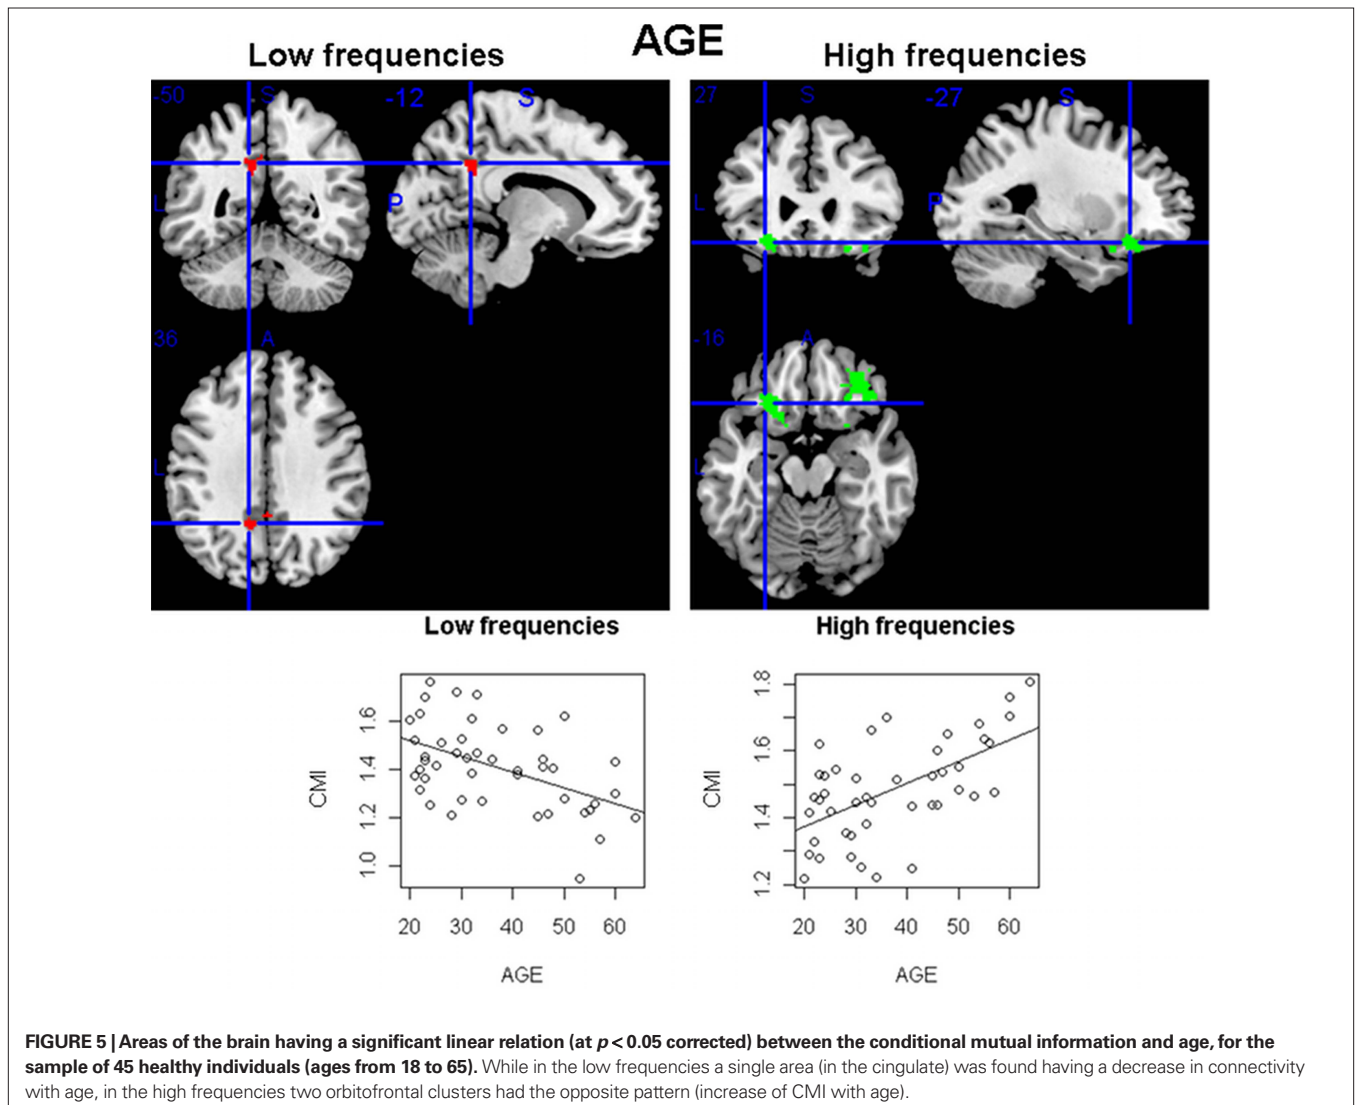 AGE
Low frequencies
High frequencies
-50 S -12 S
L P
36 A
L
27 S -27 S
L P
-16 A
L
Low frequencies
High frequencies
CMI
1.6
1.4
1.2
1.0
20 30 40 50 60
AGE
CMI
1.8
1.6
1.4
1.2
20 30 40 50 60
AGE
FIGURE 5 | Areas of the brain having a significant linear relation (at p < 0.05 corrected) between the conditional mutual information and age, for the
sample of 45 healthy individuals (ages from 18 to 65). While in the low frequencies a single area (in the cingulate) was found having a decrease in connectivity
with age, in the high frequencies two orbitofrontal clusters had the opposite pattern (increase of CMI with age).